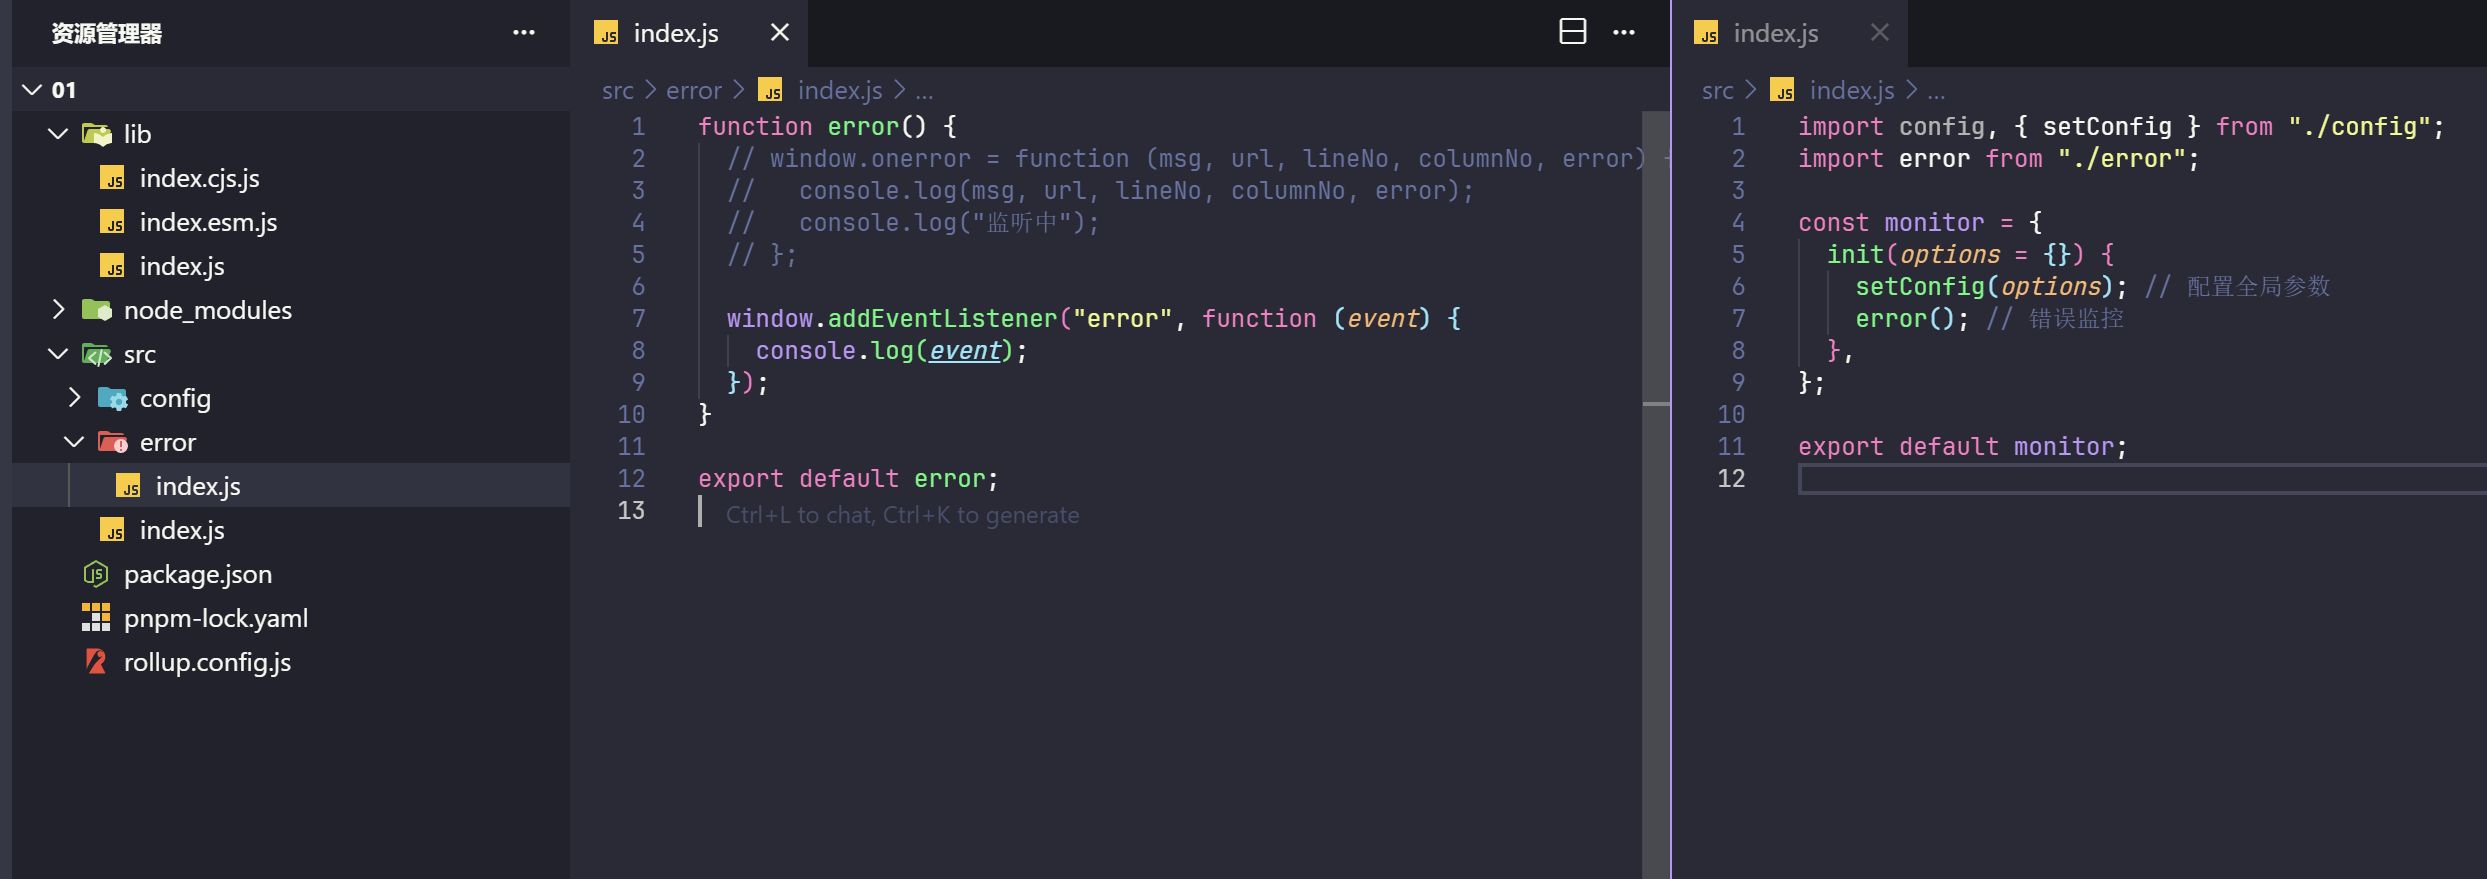 资源管理器
01
lib
index.cjs.js
index.esm.js
index.js
node_modules
src
config
error
index.js
index.js
package.json
pnpm-lock.yaml
rollup.config.js
index.js
src > error > index.js > ...
1 function error() {
2 // window.onerror = function (msg, url, lineNo, columnNo, error) {
3 //   console.log(msg, url, lineNo, columnNo, error);
4 //   console.log("监听中");
5 // };
6
7 window.addEventListener("error", function (event) {
8 console.log(event);
9 });
10 }
11
12 export default error;
13 Ctrl+L to chat, Ctrl+K to generate
index.js
src > index.js > ...
1 import config, { setConfig } from "./config";
2 import error from "./error";
3
4 const monitor = {
5 init(options = {}) {
6 setConfig(options); // 配置全局参数
7 error(); // 错误监控
8 },
9 };
10
11 export default monitor;
12